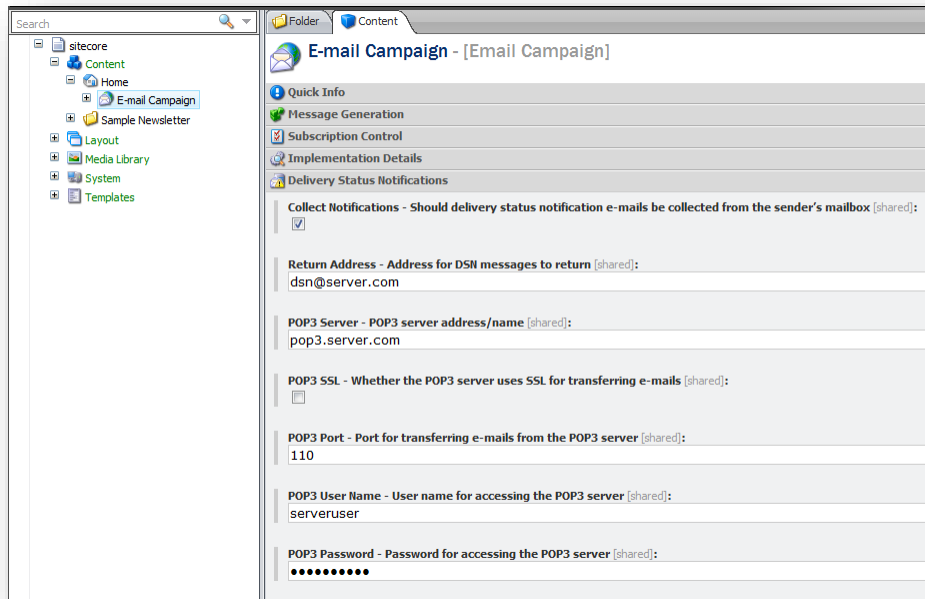 Search
sitecore
Content
Home
E-mail Campaign
Sample Newsletter
Layout
Media Library
System
Templates
Folder
Content
E-mail Campaign - [Email Campaign]
Quick Info
Message Generation
Subscription Control
Implementation Details
Delivery Status Notifications
Collect Notifications - Should delivery status notification e-mails be collected from the sender's mailbox [shared]:
Return Address - Address for DSN messages to return [shared]:
dsn@server.com
POP3 Server - POP3 server address/name [shared]:
pop3.server.com
POP3 SSL - Whether the POP3 server uses SSL for transferring e-mails [shared]:
POP3 Port - Port for transferring e-mails from the POP3 server [shared]:
110
POP3 User Name - User name for accessing the POP3 server [shared]:
serveruser
POP3 Password - Password for accessing the POP3 server [shared]:
●●●●●●●●●●